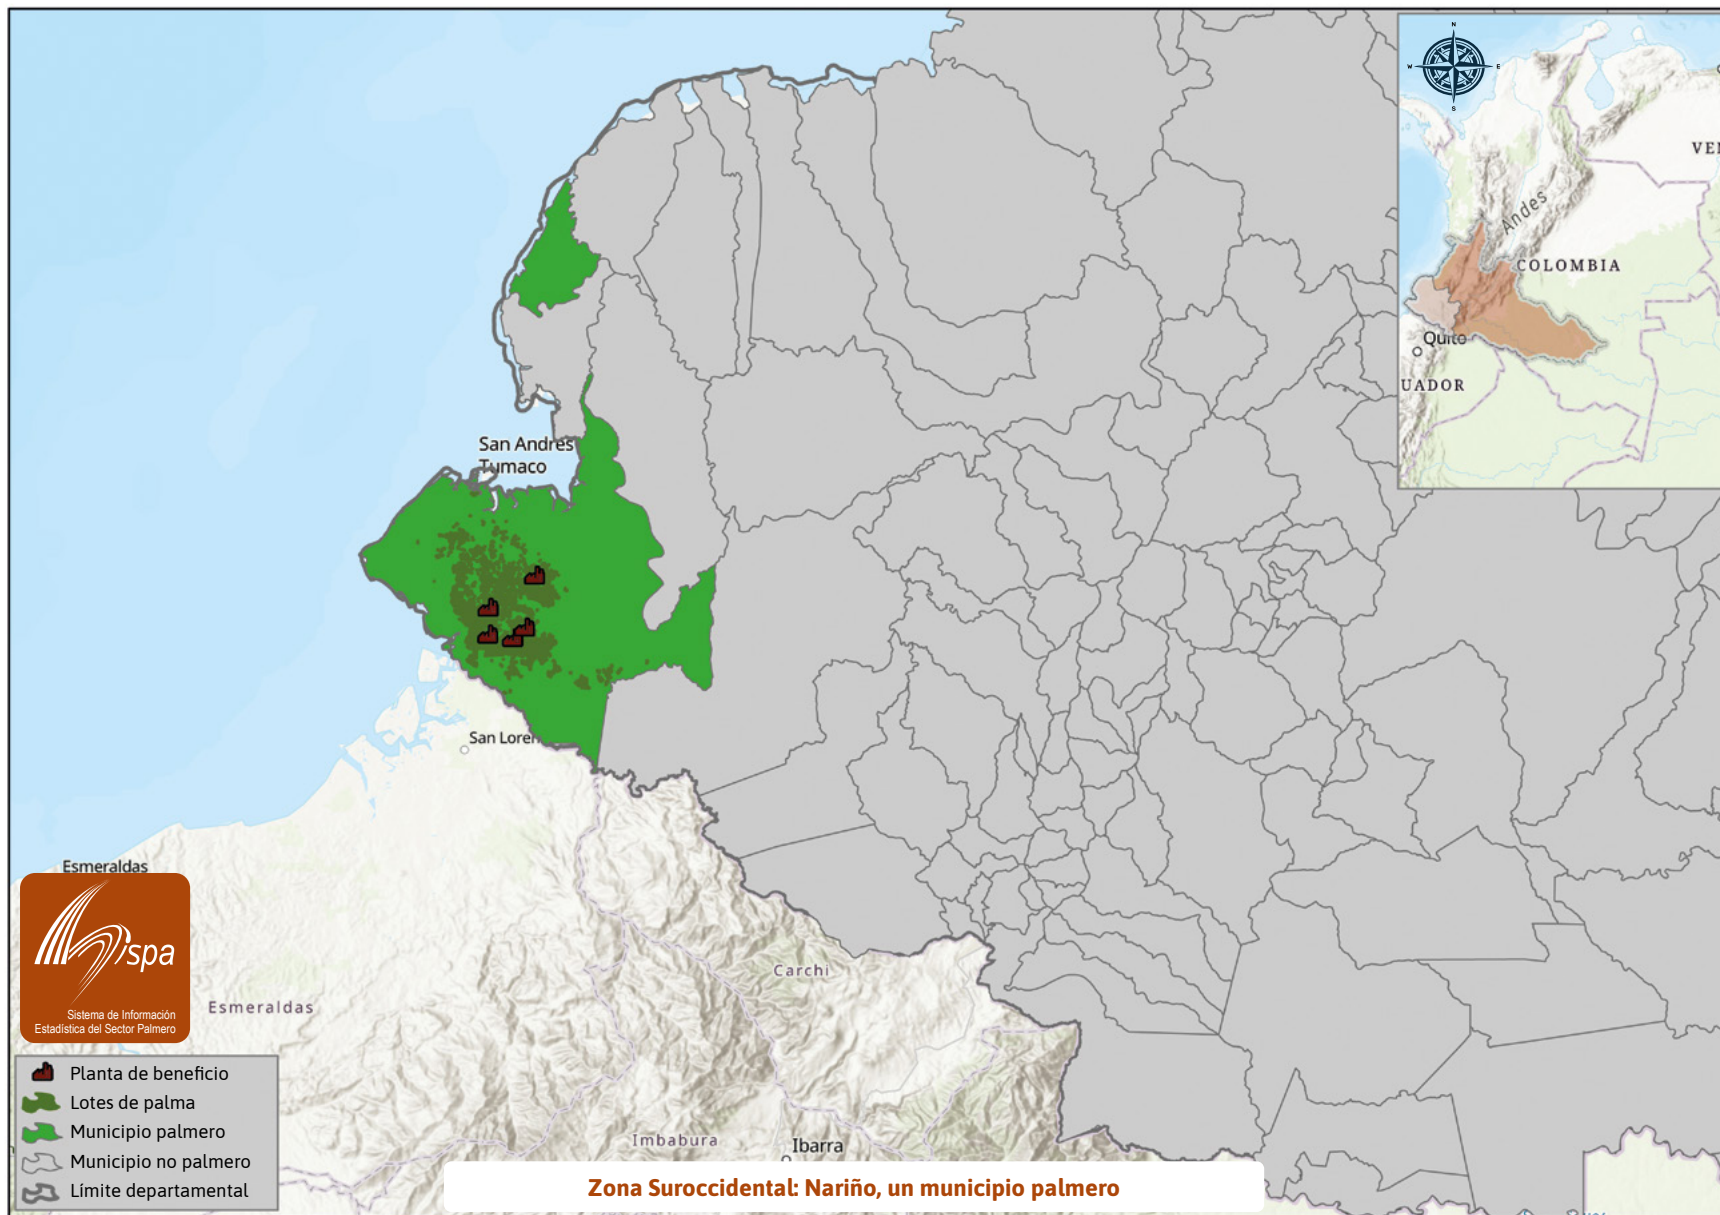 N
W
E
S
VEN
Andes
COLOMBIA
Quito
UADOR
San Andres
Tumaco
San Loren
Esmeraldas
hispa
Sistema de Información
Estadística del Sector Palmero
Esmeraldas
Carchi
Imbabura
Ibarra
Planta de beneficio
Lotes de palma
Municipio palmero
Municipio no palmero
Límite departamental
Zona Suroccidental: Nariño, un municipio palmero